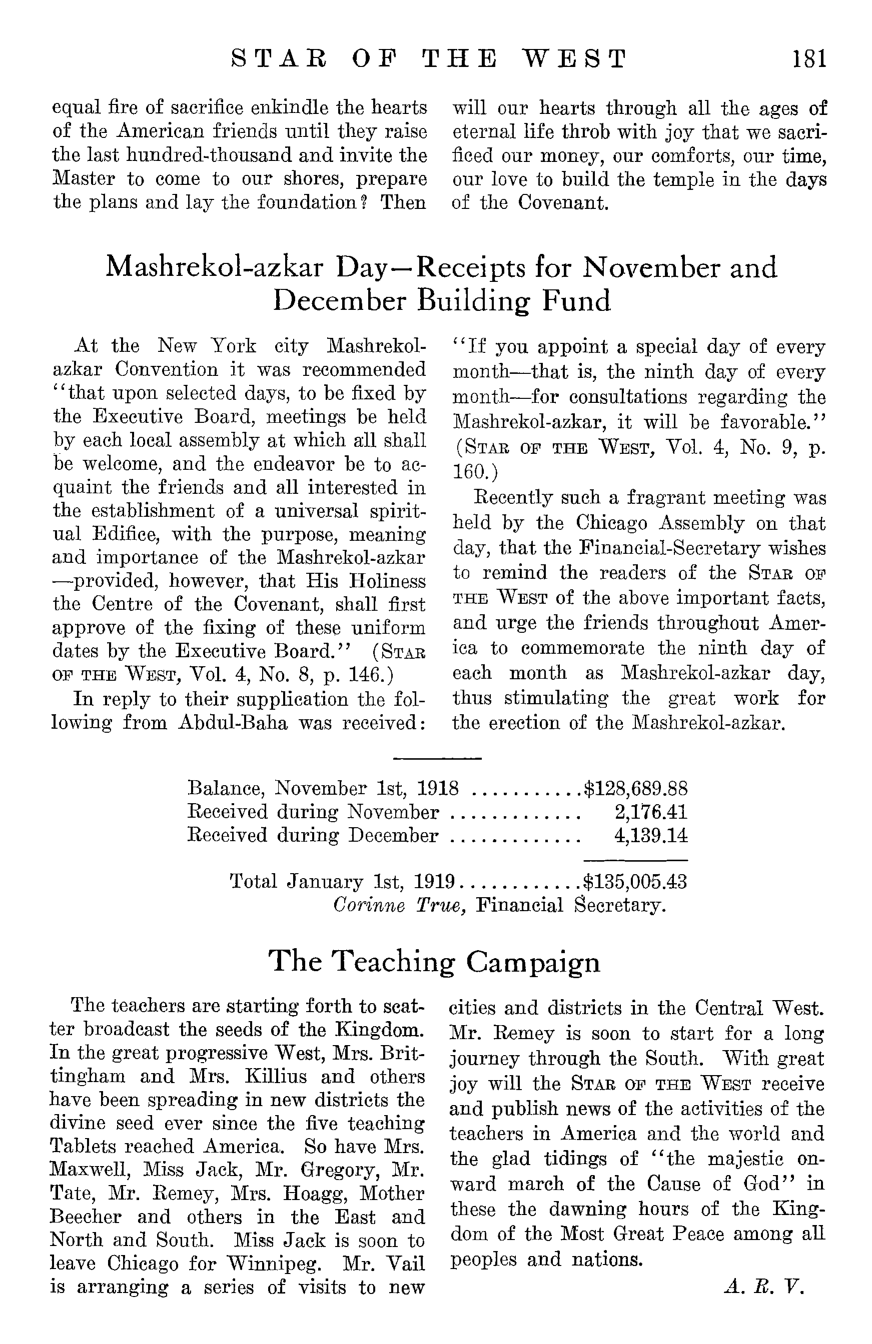 STAR OF THE WEST 181
equal fire of sacrifice enkindle the hearts
of the American friends until they raise
the last hundred-thousand and invite the
Master to come to our shores, prepare
the plans and lay the foundation? Then
will our hearts through all the ages of
eternal life throb with joy that we sacri-
ficed our money, our comforts, our time,
our love to build the temple in the days
of the Covenant.
Mashrekol-azkar Day—Receipts for November and
December Building Fund
At the New York city Mashrekol-
azkar Convention it was recommended
“that upon selected days, to be fixed by
the Executive Board, meetings be held
by each local assembly at which all shall
be welcome, and the endeavor be to ac-
quaint the friends and all interested in
the establishment of a universal spirit-
ual Edifice, with the purpose, meaning
and importance of the Mashrekol-azkar
—provided, however, that His Holiness
the Centre of the Covenant, shall first
approve of the fixing of these uniform
dates by the Executive Board.” (STAR
OF THE WEST, Vol. 4, No. 8, p. 146.)
In reply to their supplication the fol-
lowing from Abdul-Baha was received:
“If you appoint a special day of every
month—that is, the ninth day of every
month—for consultations regarding the
Mashrekol-azkar, it will be favorable.”
(STAR OF THE WEST, Vol. 4, No. 9, p.
160.)
Recently such a fragrant meeting was
held by the Chicago Assembly on that
day, that the Financial-Secretary wishes
to remind the readers of the STAR OF
THE WEST of the above important facts,
and urge the friends throughout Amer-
ica to commemorate the ninth day of
each month as Mashrekol-azkar day,
thus stimulating the great work for
the erection of the Mashrekol-azkar.
Balance, November 1st, 1918 ...........$128,689.88
Received during November ............. 2,176.41
Received during December ............. 4,139.14
Total January 1st, 1919............$135,005.43
Corinne True, Financial Secretary.
The Teaching Campaign
The teachers are starting forth to scat-
ter broadcast the seeds of the Kingdom.
In the great progressive West, Mrs. Brit-
tingham and Mrs. Killius and others
have been spreading in new districts the
divine seed ever since the five teaching
Tablets reached America. So have Mrs.
Maxwell, Miss Jack, Mr. Gregory, Mr.
Tate, Mr. Remey, Mrs. Hoagg, Mother
Beecher and others in the East and
North and South. Miss Jack is soon to
leave Chicago for Winnipeg. Mr. Vail
is arranging a series of visits to new
cities and districts in the Central West.
Mr. Remey is soon to start for a long
journey through the South. With great
joy will the STAR OF THE WEST receive
and publish news of the activities of the
teachers in America and the world and
the glad tidings of “the majestic on-
ward march of the Cause of God” in
these the dawning hours of the King-
dom of the Most Great Peace among all
peoples and nations.
A. R. V.